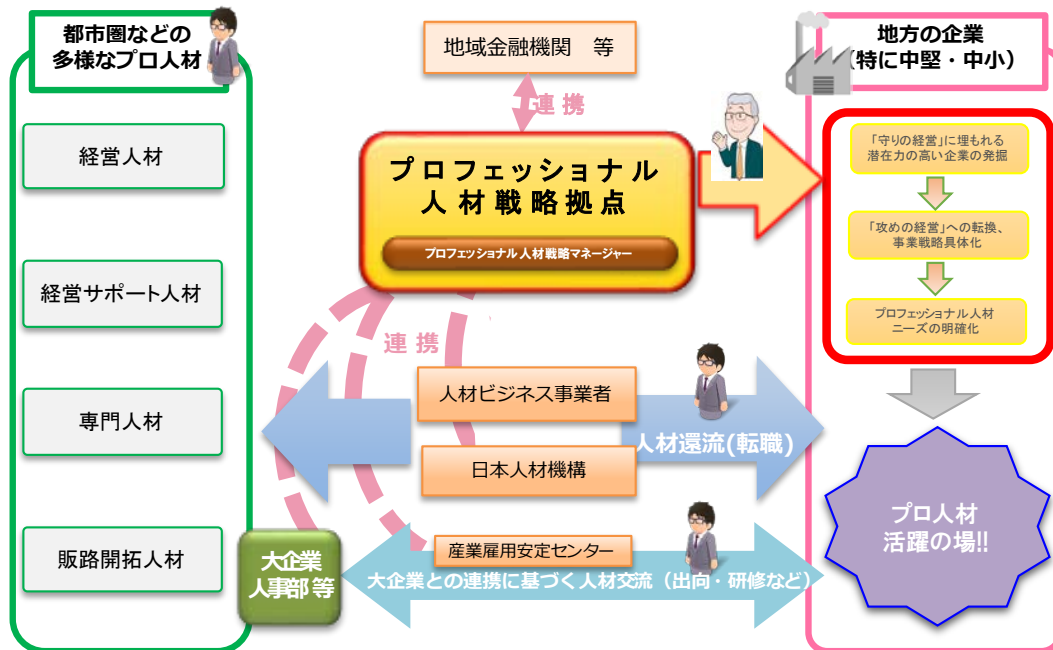 都市圏などの
多様なプロ人材
経営人材
経営サポート人材
専門人材
販路開拓人材
大企業
人事部等
地域金融機関　等
連携
プロフェッショナル
人材戦略拠点
プロフェッショナル人材戦略マネージャー
連携
人材ビジネス事業者
日本人材機構
人材還流(転職)
産業雇用安定センター
大企業との連携に基づく人材交流（出向・研修など）
地方の企業
（特に中堅・中小）
「守りの経営」に埋もれる
潜在力の高い企業の発掘
「攻めの経営」への転換、
事業戦略具体化
プロフェッショナル人材
ニーズの明確化
プロ人材
活躍の場!!